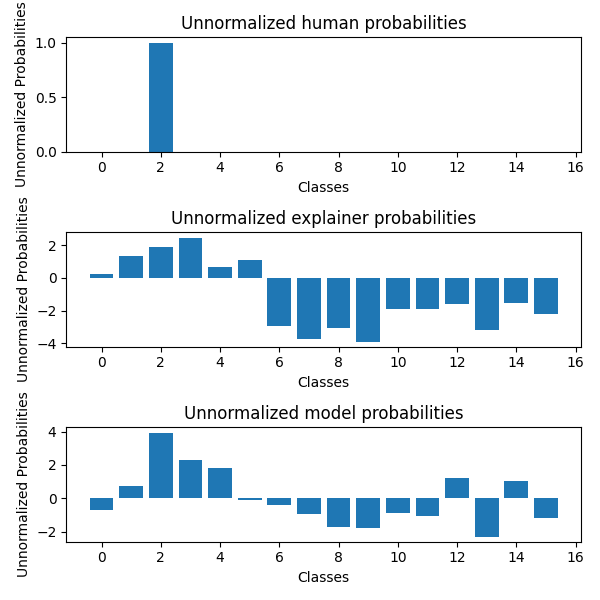 Unnormalized human probabilities
Unnormalized Probabilities
1.0
0.5
0.0
0 2 4 6 8 10 12 14 16
Classes
Unnormalized explainer probabilities
Unnormalized Probabilities
2
0
−2
−4
0 2 4 6 8 10 12 14 16
Classes
Unnormalized model probabilities
Unnormalized Probabilities
4
2
0
−2
0 2 4 6 8 10 12 14 16
Classes